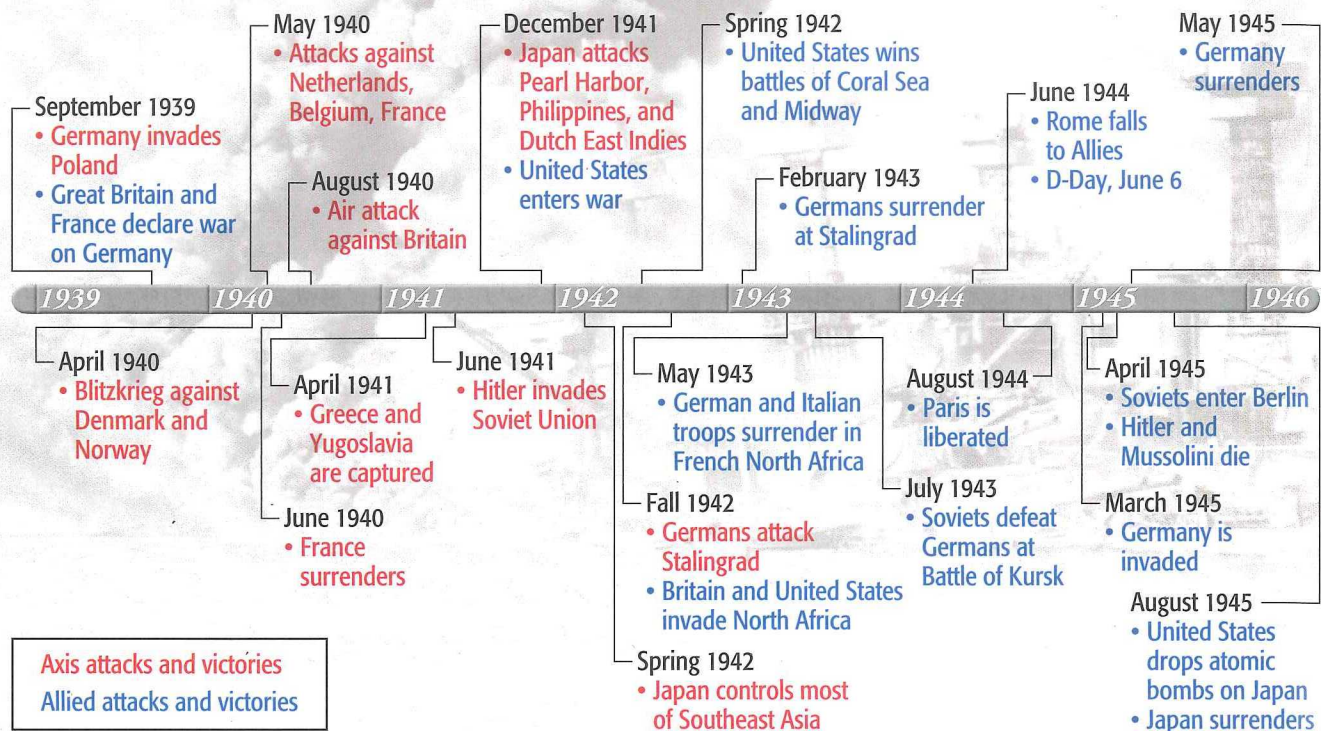 May 1940
• Attacks against
Netherlands,
Belgium, France
December 1941
• Japan attacks
Pearl Harbor,
Philippines, and
Dutch East Indies
• United States
enters war
Spring 1942
• United States wins
battles of Coral Sea
and Midway
May 1945
• Germany
surrenders
September 1939
• Germany invades
Poland
• Great Britain and
France declare war
on Germany
August 1940
• Air attack
against Britain
February 1943
• Germans surrender
at Stalingrad
June 1944
• Rome falls
to Allies
• D-Day, June 6
1939 1940 1941 1942 1943 1944 1945 1946
April 1940
• Blitzkrieg against
Denmark and
Norway
April 1941
• Greece and
Yugoslavia
are captured
June 1940
• France
surrenders
June 1941
• Hitler invades
Soviet Union
May 1943
• German and Italian
troops surrender in
French North Africa
Fall 1942
• Germans attack
Stalingrad
• Britain and United States
invade North Africa
Spring 1942
• Japan controls most
of Southeast Asia
August 1944
• Paris is
liberated
July 1943
• Soviets defeat
Germans at
Battle of Kursk
April 1945
• Soviets enter Berlin
• Hitler and
Mussolini die
March 1945
• Germany is
invaded
August 1945
• United States
drops atomic
bombs on Japan
• Japan surrenders
Axis attacks and victories
Allied attacks and victories